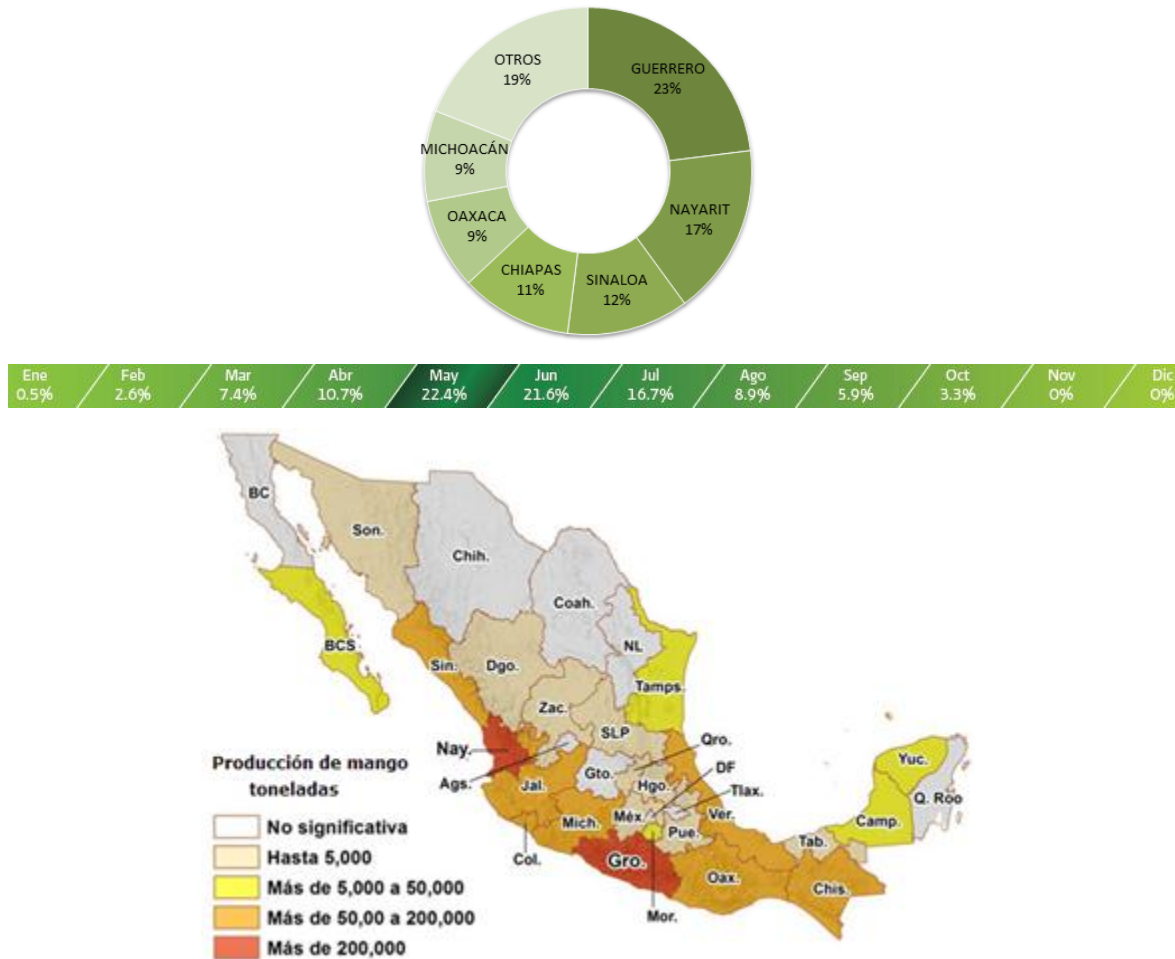 OTROS
19%
GUERRERO
23%
MICHOACÁN
9%
NAYARIT
17%
OAXACA
9%
CHIAPAS
11%
SINALOA
12%
Ene Feb Mar Abr May Jun Jul Ago Sep Oct Nov Dic
0.5% 2.6% 7.4% 10.7% 22.4% 21.6% 16.7% 8.9% 5.9% 3.3% 0% 0%
BC
Son.
Chih.
Coah.
BCS
NL
Sin.
Dgo.
Tamps.
Zac.
SLP
Nay.
Qro.
Ags.
Gto.
DF
Yuc.
Jal.
Hgo.
Tlax.
Q. Roo
Méx.
Ver.
Camp.
Mich.
Pue.
Tab.
Col.
Gro.
Oax.
Chis.
Mor.
Producción de mango
toneladas
No significativa
Hasta 5,000
Más de 5,000 a 50,000
Más de 50,00 a 200,000
Más de 200,000